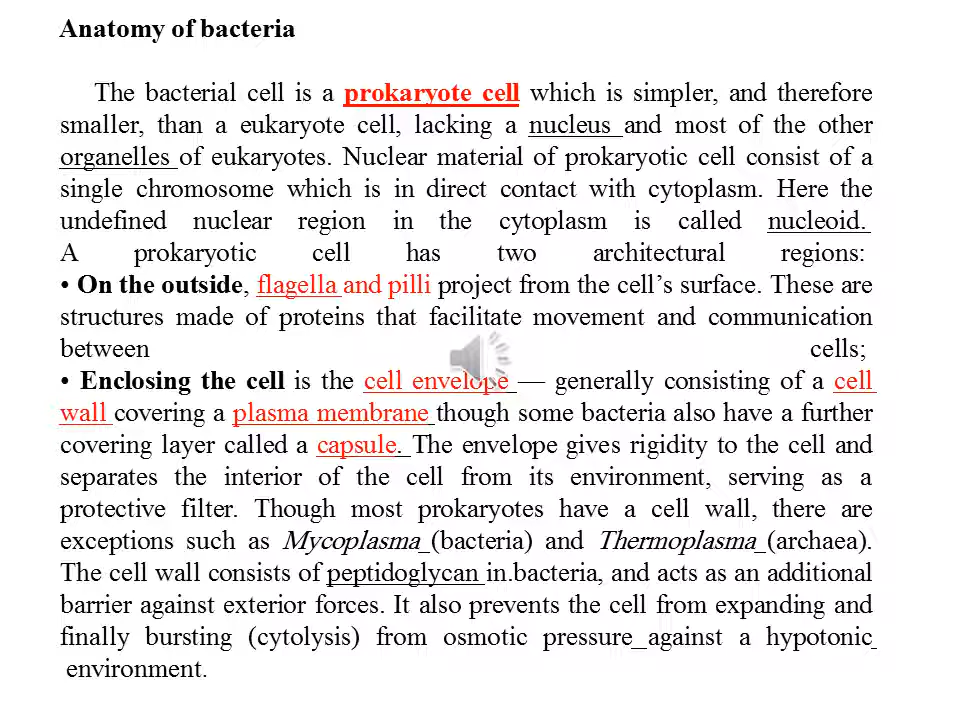 Anatomy of bacteria
The bacterial cell is a prokaryote cell which is simpler, and therefore
smaller, than a eukaryote cell, lacking a nucleus and most of the other
organelles of eukaryotes. Nuclear material of prokaryotic cell consist of a
single chromosome which is in direct contact with cytoplasm. Here the
undefined nuclear region in the cytoplasm is called nucleoid.
A prokaryotic cell has two architectural regions:
• On the outside, flagella and pilli project from the cell’s surface. These are
structures made of proteins that facilitate movement and communication
between cells;
• Enclosing the cell is the cell envelope — generally consisting of a cell
wall covering a plasma membrane though some bacteria also have a further
covering layer called a capsule. The envelope gives rigidity to the cell and
separates the interior of the cell from its environment, serving as a
protective filter. Though most prokaryotes have a cell wall, there are
exceptions such as Mycoplasma (bacteria) and Thermoplasma (archaea).
The cell wall consists of peptidoglycan in.bacteria, and acts as an additional
barrier against exterior forces. It also prevents the cell from expanding and
finally bursting (cytolysis) from osmotic pressure against a hypotonic
environment.